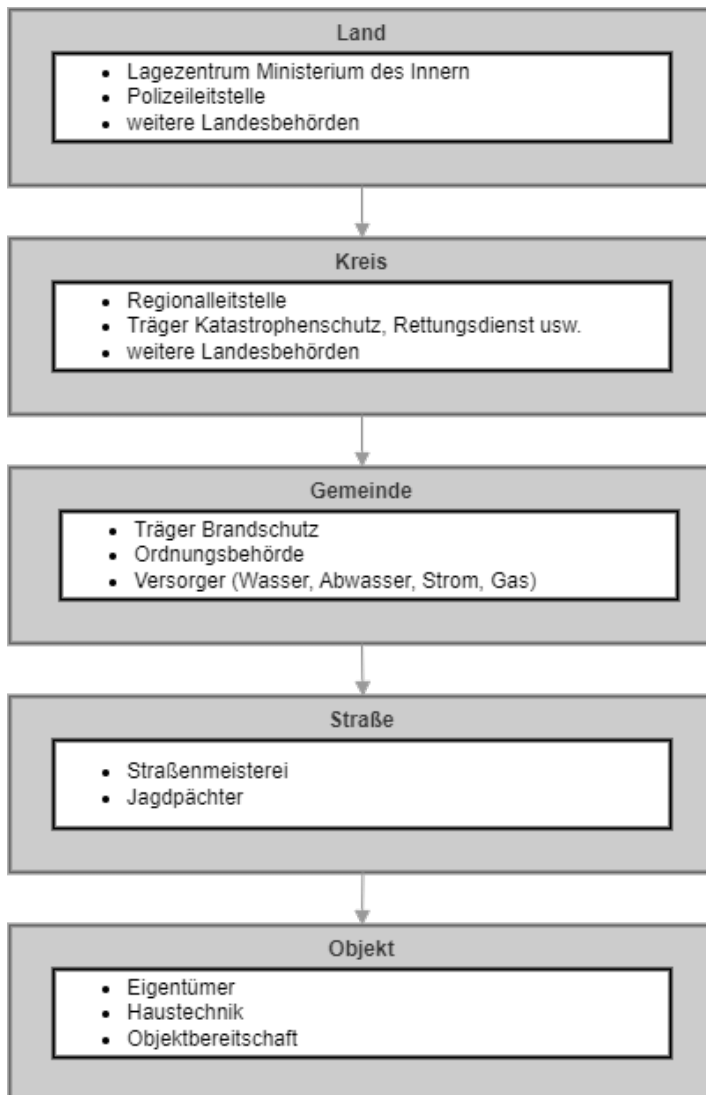 Land
• Lagezentrum Ministerium des Innern
• Polizeileitstelle
• weitere Landesbehörden
Kreis
• Regionalleitstelle
• Träger Katastrophenschutz, Rettungsdienst usw.
• weitere Landesbehörden
Gemeinde
• Träger Brandschutz
• Ordnungsbehörde
• Versorger (Wasser, Abwasser, Strom, Gas)
Straße
• Straßenmeisterei
• Jagdpächter
Objekt
• Eigentümer
• Haustechnik
• Objektbereitschaft